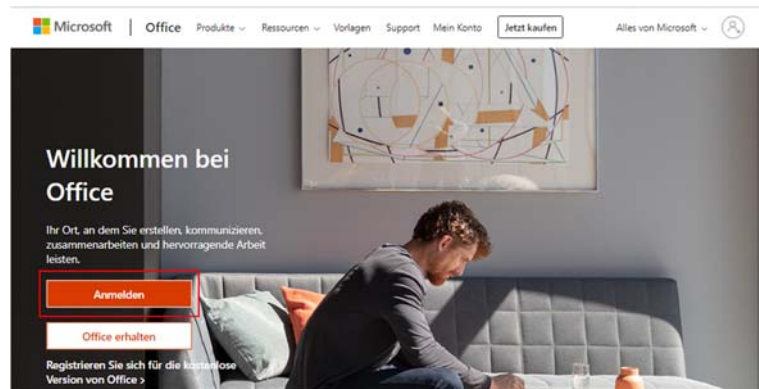 Microsoft | Office Produkte Ressourcen Vorlagen Support Mein Konto Jetzt kaufen Alles von Microsoft
Willkommen bei
Office
Ihr Ort, an dem Sie erstellen, kommunizieren,
zusammenarbeiten und hervorragende Arbeit
leisten.
Anmelden
Office erhalten
Registrieren Sie sich für die kostenlose
Version von Office >